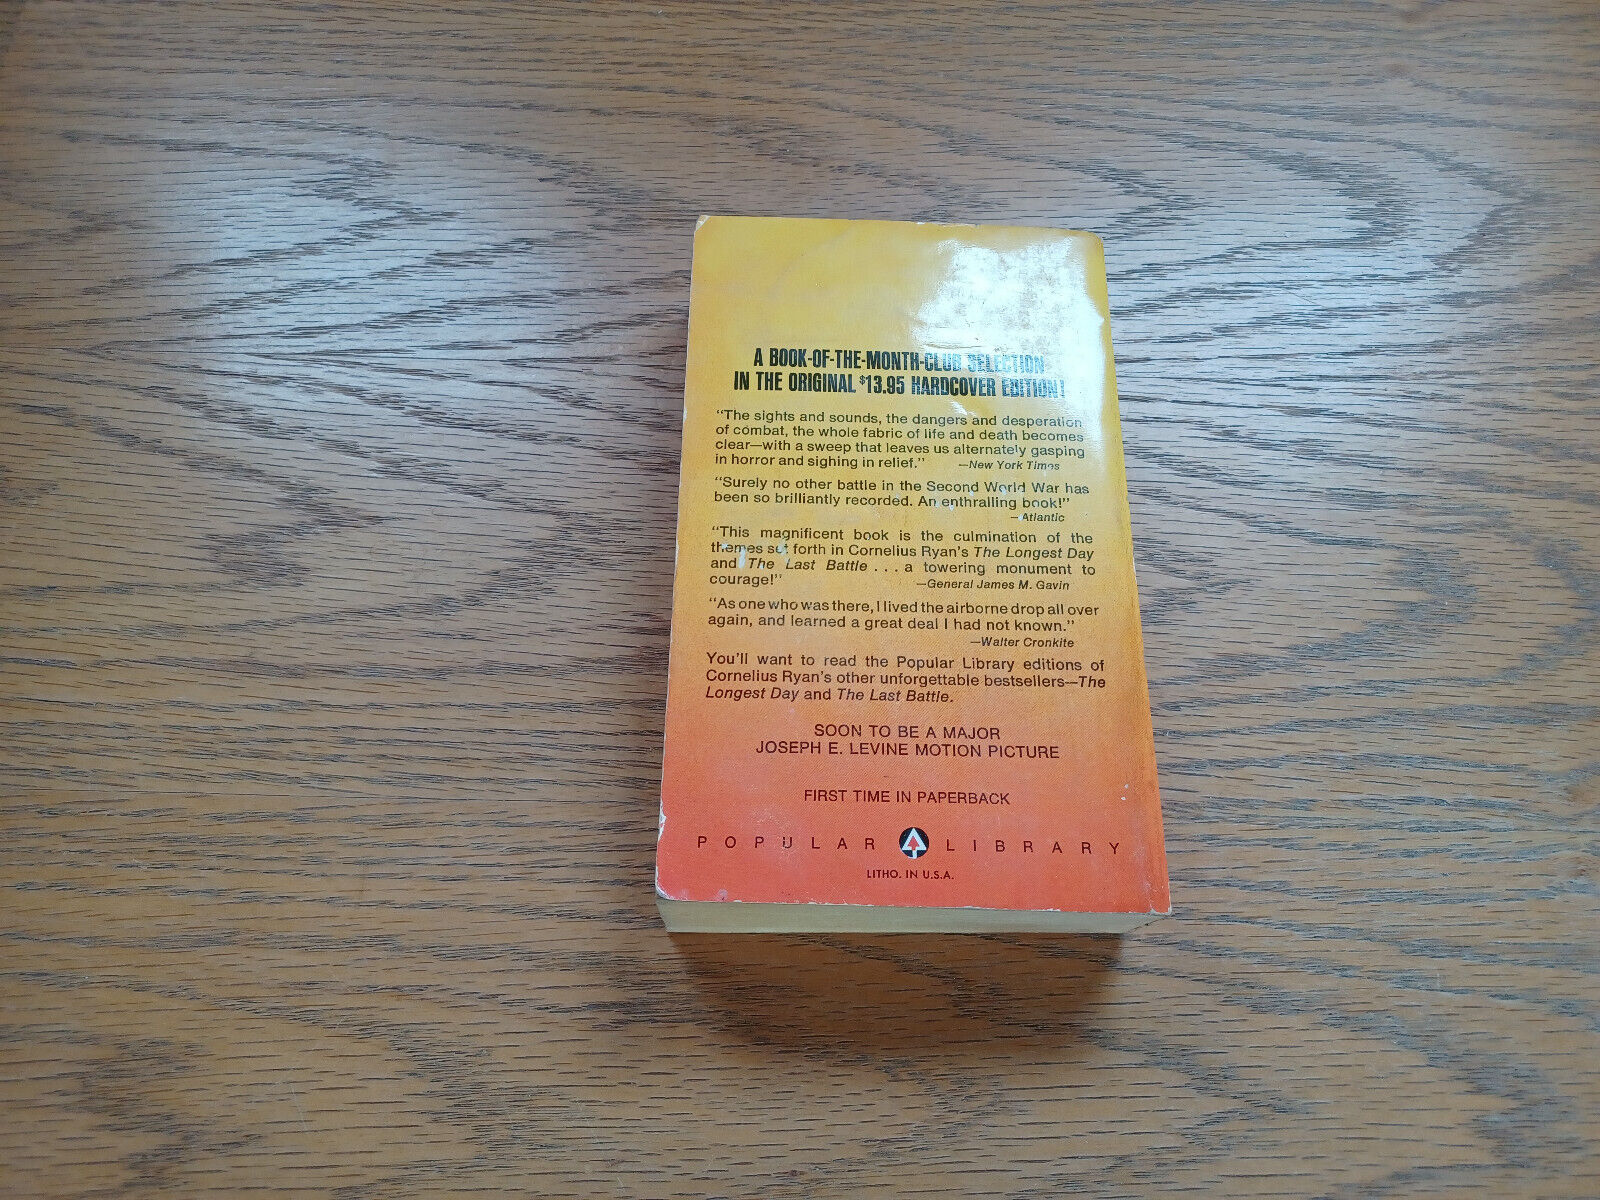 A BOOK-OF-THE-MONTH-CLUB SELECTION
IN THE ORIGINAL $13.95 HARDCOVER EDITION!
“The sights and sounds, the dangers and desperation
of combat, the whole fabric of life and death becomes
clear—with a sweep that leaves us alternately gasping
in horror and sighing in relief.” —New York Times
“Surely no other battle in the Second World War has
been so brilliantly recorded. An enthralling book!”
—Atlantic
“This magnificent book is the culmination of the
themes set forth in Cornelius Ryan’s The Longest Day
and The Last Battle . . . a towering monument to
courage!” —General James M. Gavin
“As one who was there, I lived the airborne drop all over
again, and learned a great deal I had not known.”
—Walter Cronkite
You’ll want to read the Popular Library editions of
Cornelius Ryan’s other unforgettable bestsellers—The
Longest Day and The Last Battle.
SOON TO BE A MAJOR
JOSEPH E. LEVINE MOTION PICTURE
FIRST TIME IN PAPERBACK
POPULAR LIBRARY
LITHO. IN U.S.A.